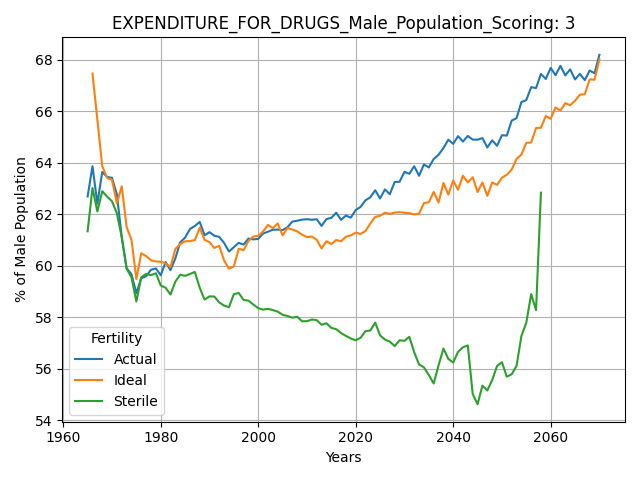 EXPENDITURE_FOR_DRUGS_Male_Population_Scoring: 3
% of Male Population
68
66
64
62
60
58
56
54
Fertility
Actual
Ideal
Sterile
1960 1980 2000 2020 2040 2060
Years